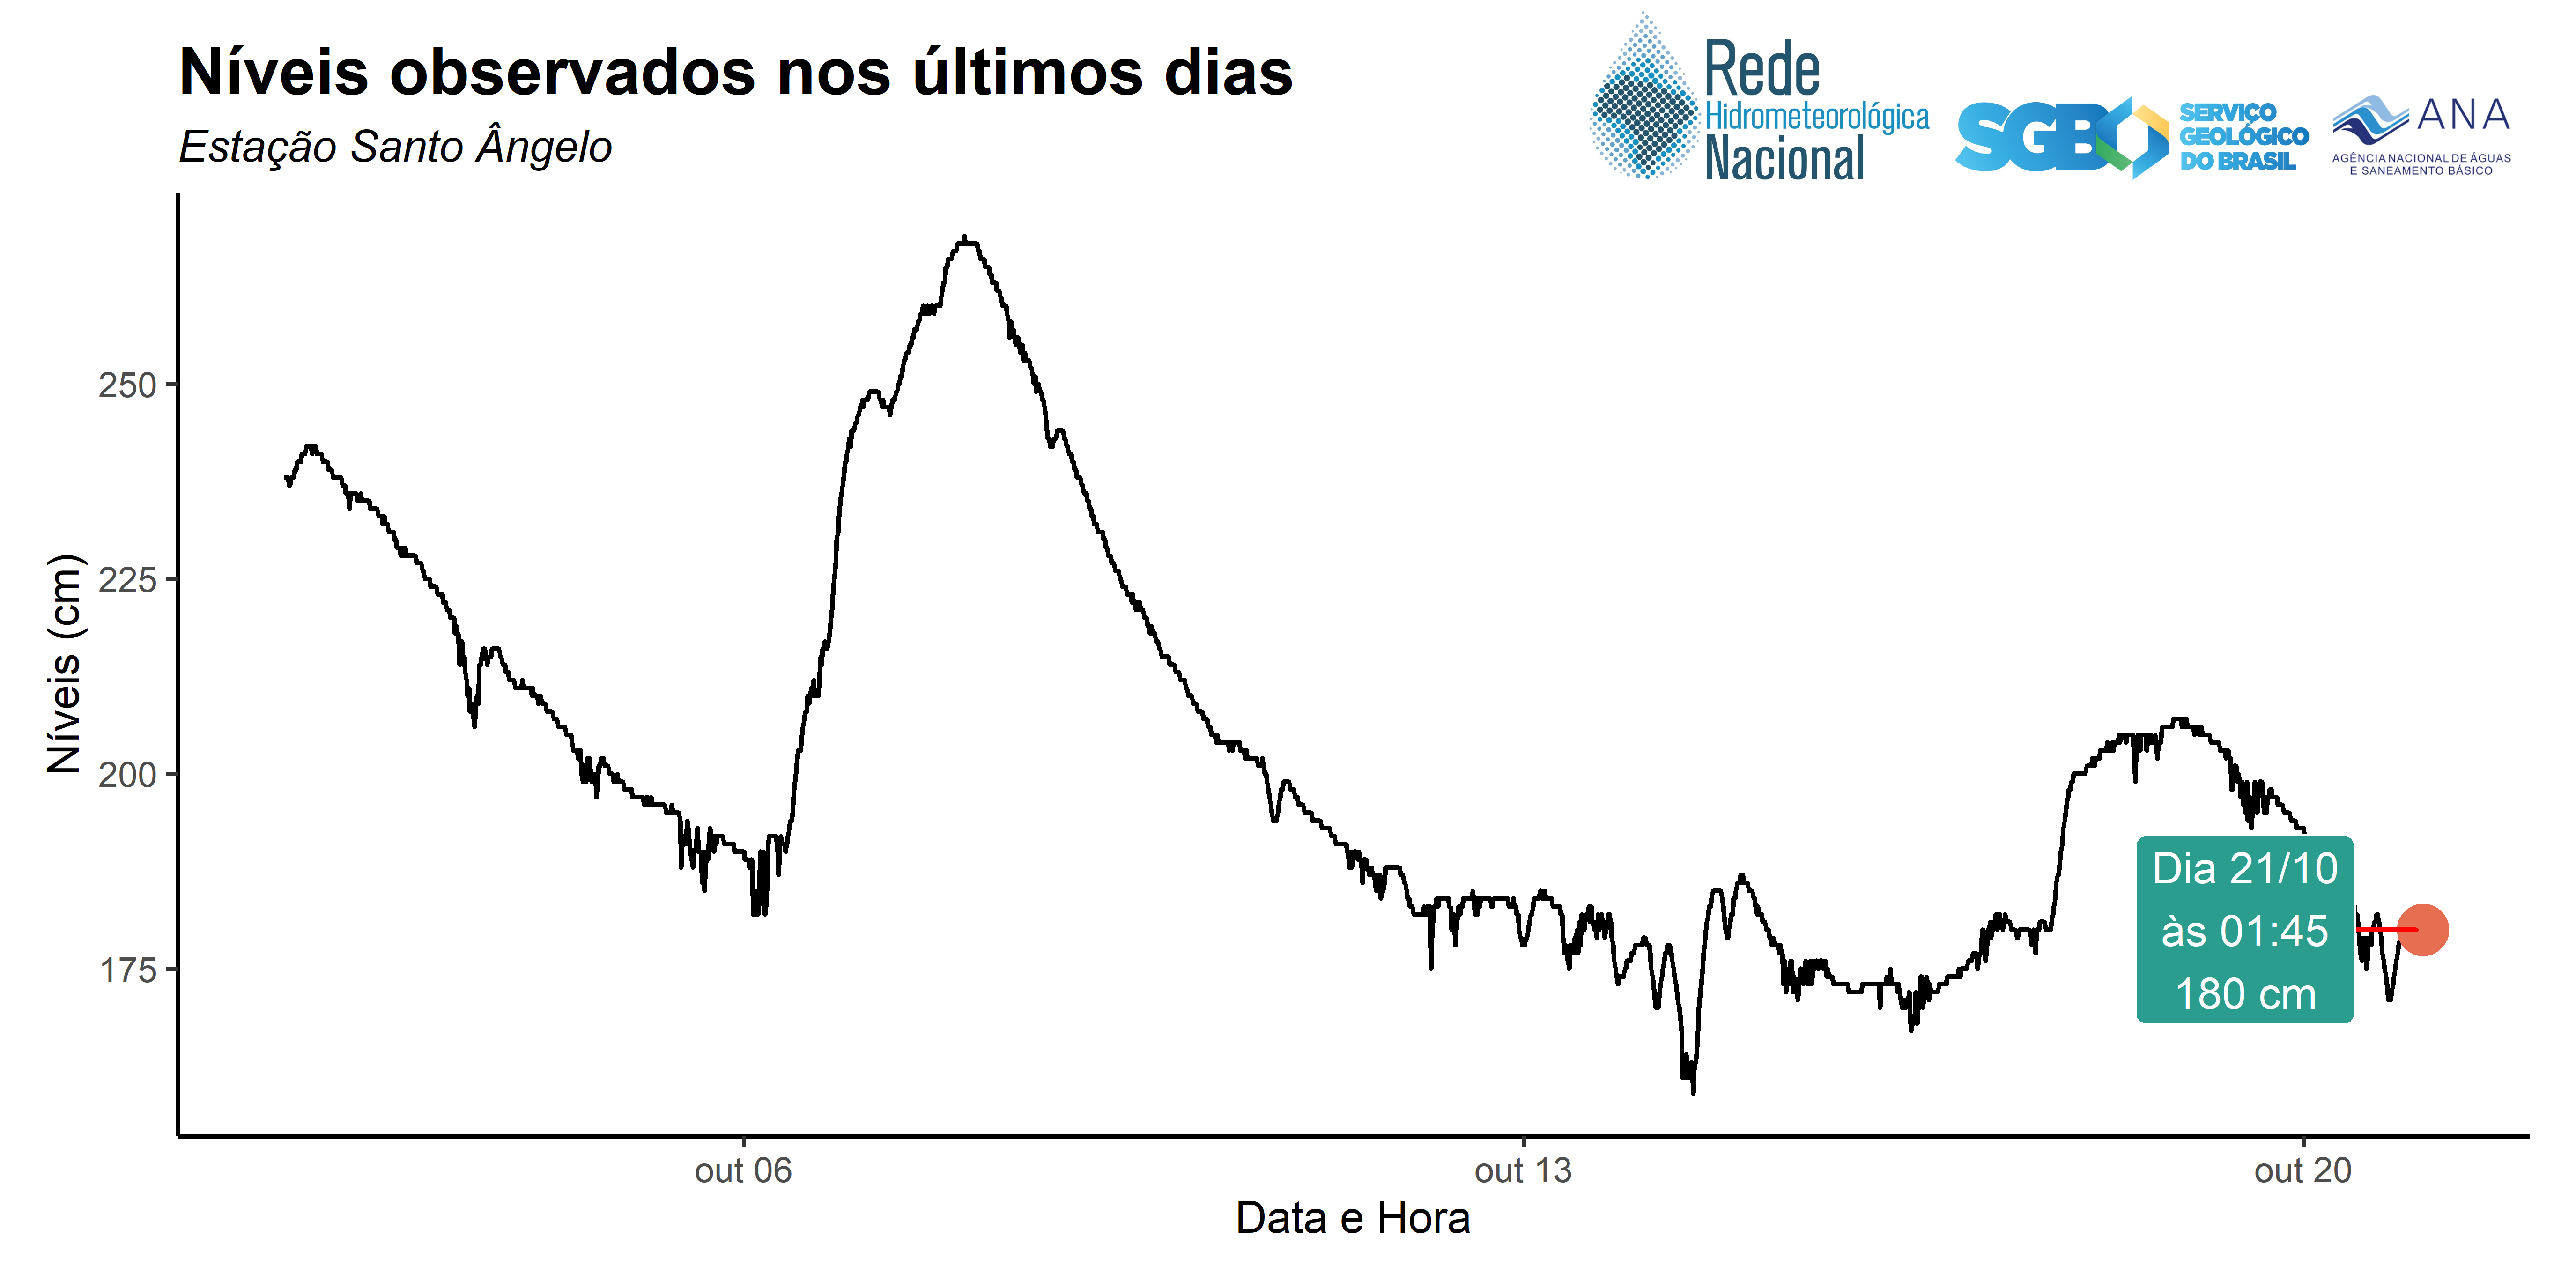 Níveis observados nos últimos dias
Estação Santo Ângelo
Rede
Hidrometeorológica
Nacional
SGB
SERVIÇO
GEOLÓGICO
DO BRASIL
ANA
AGÊNCIA NACIONAL DE ÁGUAS
E SANEAMENTO BÁSICO
Níveis (cm)
250
225
200
175
Dia 21/10
às 01:45
180 cm
out 06
out 13
out 20
Data e Hora